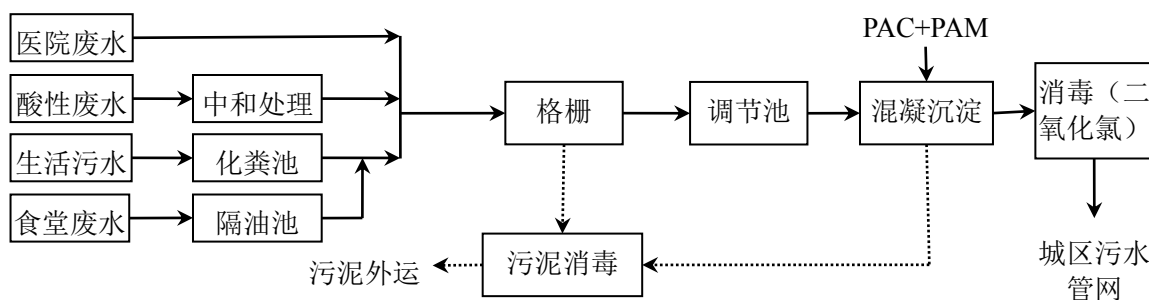 医院废水
酸性废水
中和处理
生活污水
化粪池
食堂废水
隔油池
格栅
调节池
PAC+PAM
混凝沉淀
消毒（二
氧化氯）
污泥消毒
污泥外运
城区污水
管网